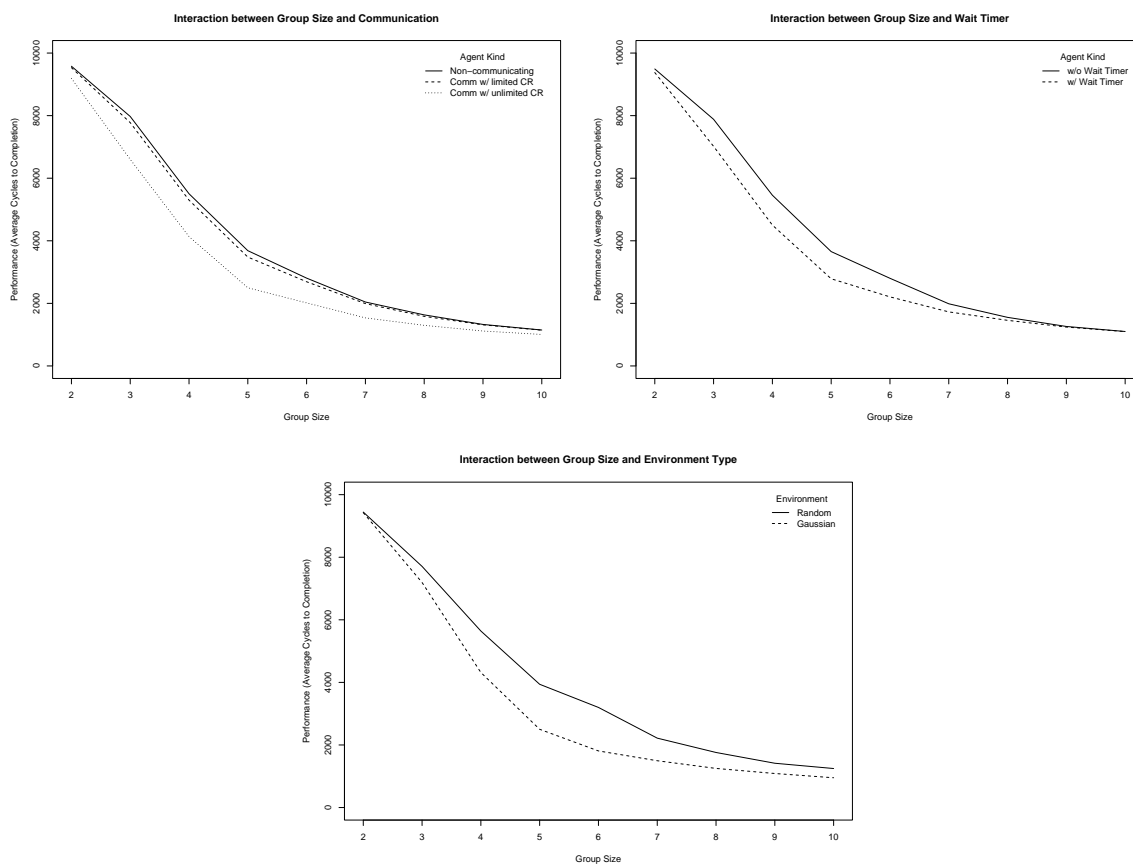 Interaction between Group Size and Communication
Performance (Average Cycles to Completion)
10000
8000
6000
4000
2000
0
Agent Kind
Non−communicating
Comm w/ limited CR
Comm w/ unlimited CR
2 3 4 5 6 7 8 9 10
Group Size
Interaction between Group Size and Wait Timer
Performance (Average Cycles to Completion)
10000
8000
6000
4000
2000
0
Agent Kind
w/o Wait Timer
w/ Wait Timer
2 3 4 5 6 7 8 9 10
Group Size
Interaction between Group Size and Environment Type
Performance (Average Cycles to Completion)
10000
8000
6000
4000
2000
0
Environment
Random
Gaussian
2 3 4 5 6 7 8 9 10
Group Size